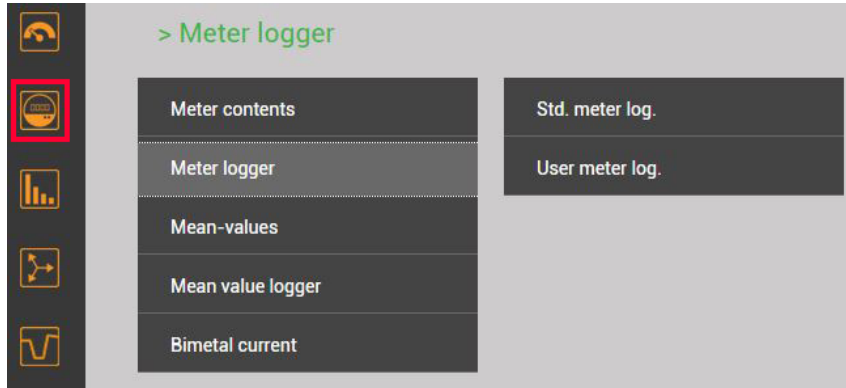 > Meter logger
Meter contents
Meter logger
Mean-values
Mean value logger
Bimetal current
Std. meter log.
User meter log.